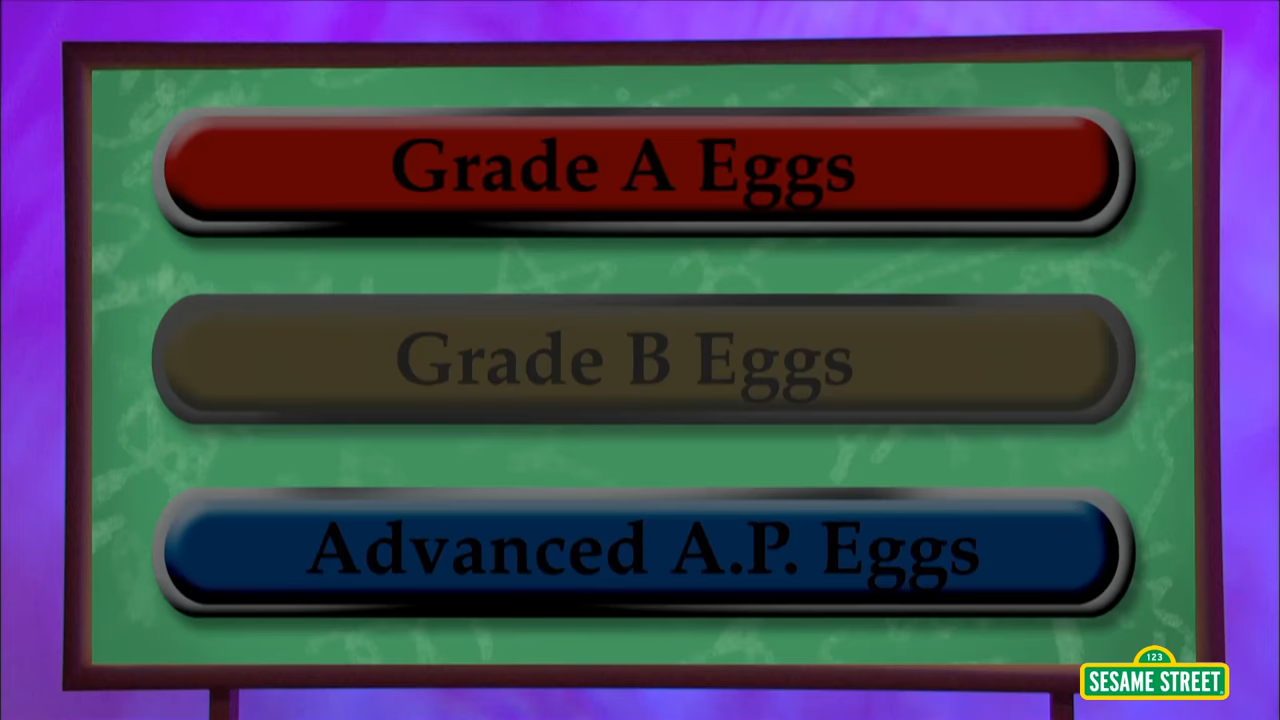 Grade A Eggs
Grade B Eggs
Advanced A.P. Eggs
123
SESAME STREET